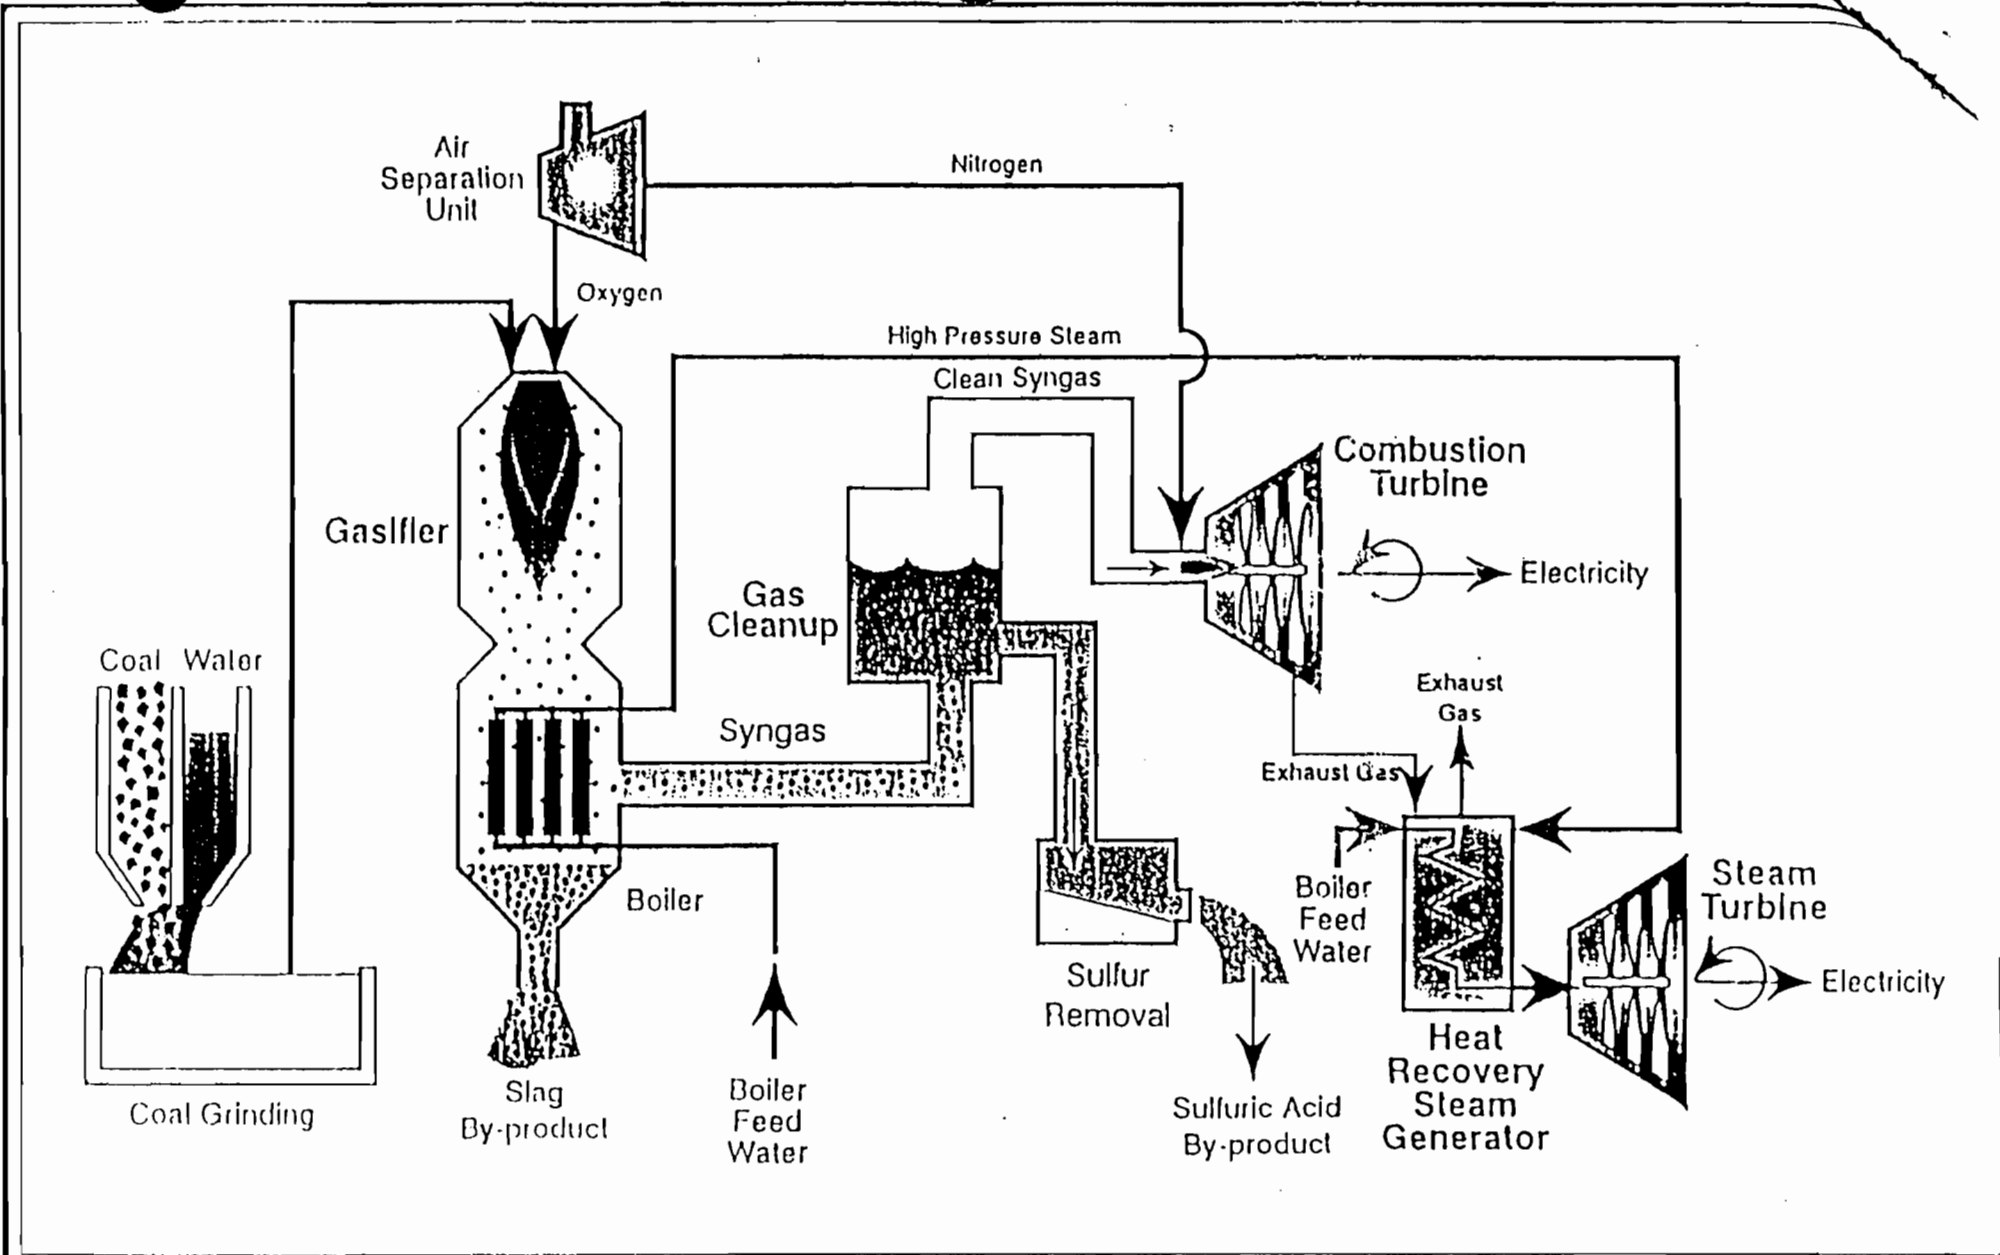 Air
Separation
Unit
Nitrogen
Oxygen
High Pressure Steam
Clean Syngas
Combustion
Turbine
Gasifier
Electricity
Gas
Cleanup
Coal Water
Exhaust
Gas
Syngas
Exhaust Gas
Boiler
Boiler
Feed
Water
Steam
Turbine
Electricity
Sulfur
Removal
Heat
Recovery
Steam
Generator
Slag
By-product
Boiler
Feed
Water
Sulfuric Acid
By-product
Coal Grinding